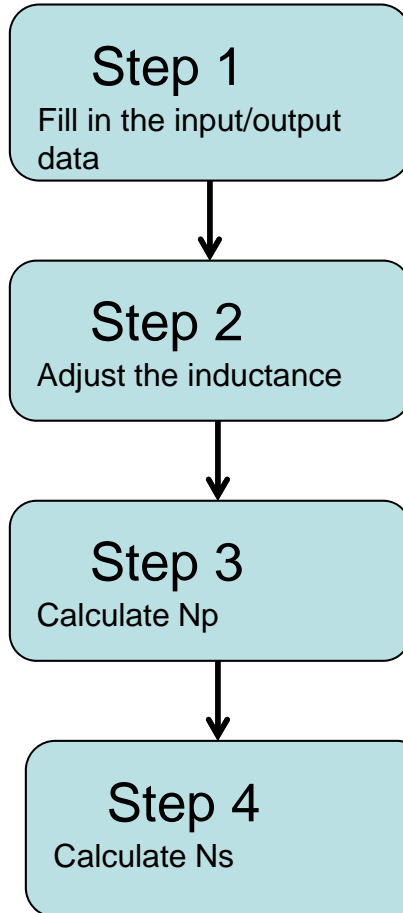 Step 1
Fill in the input/output
data
Step 2
Adjust the inductance
Step 3
Calculate Np
Step 4
Calculate Ns